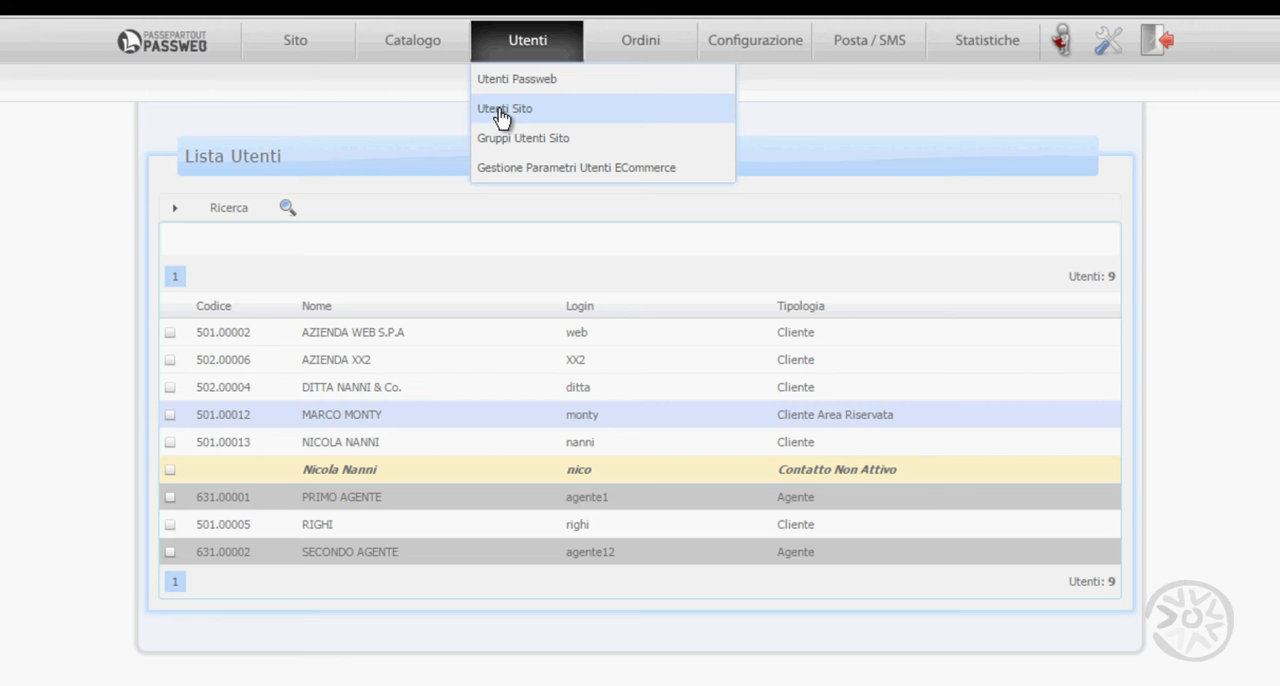 PASSEPARTOUT
PASSWEB
Sito
Catalogo
Utenti
Ordini
Configurazione
Posta / SMS
Statistiche
Utenti Passweb
Utenti Sito
Gruppi Utenti Sito
Gestione Parametri Utenti ECommerce
Lista Utenti
Ricerca
1 Utenti: 9
Codice Nome Login Tipologia
501.00002 AZIENDA WEB S.P.A web Cliente
502.00006 AZIENDA XX2 XX2 Cliente
502.00004 DITTA NANNI & Co. ditta Cliente
501.00012 MARCO MONTY monty Cliente Area Riservata
501.00013 NICOLA NANNI nanni Cliente
Nicola Nanni nico Contatto Non Attivo
631.00001 PRIMO AGENTE agente1 Agente
501.00005 RIGHI righi Cliente
631.00002 SECONDO AGENTE agente12 Agente
1 Utenti: 9